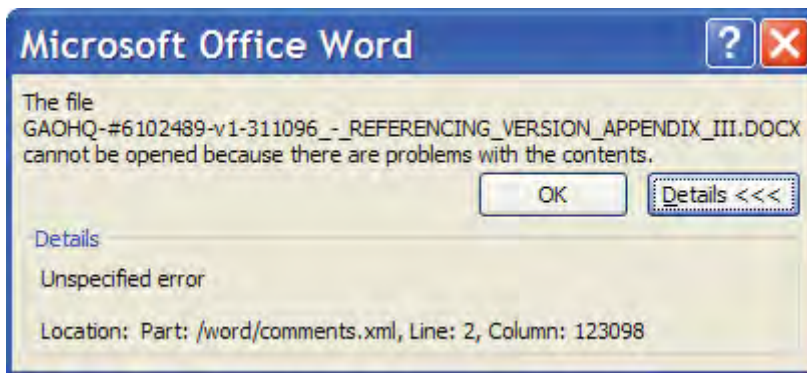 Microsoft Office Word
The file
GAOHQ-#6102489-v1-311096_-_REFERENCING_VERSION_APPENDIX_III.DOCX
cannot be opened because there are problems with the contents.
OK
Details <<<
Details
Unspecified error
Location: Part: /word/comments.xml, Line: 2, Column: 123098